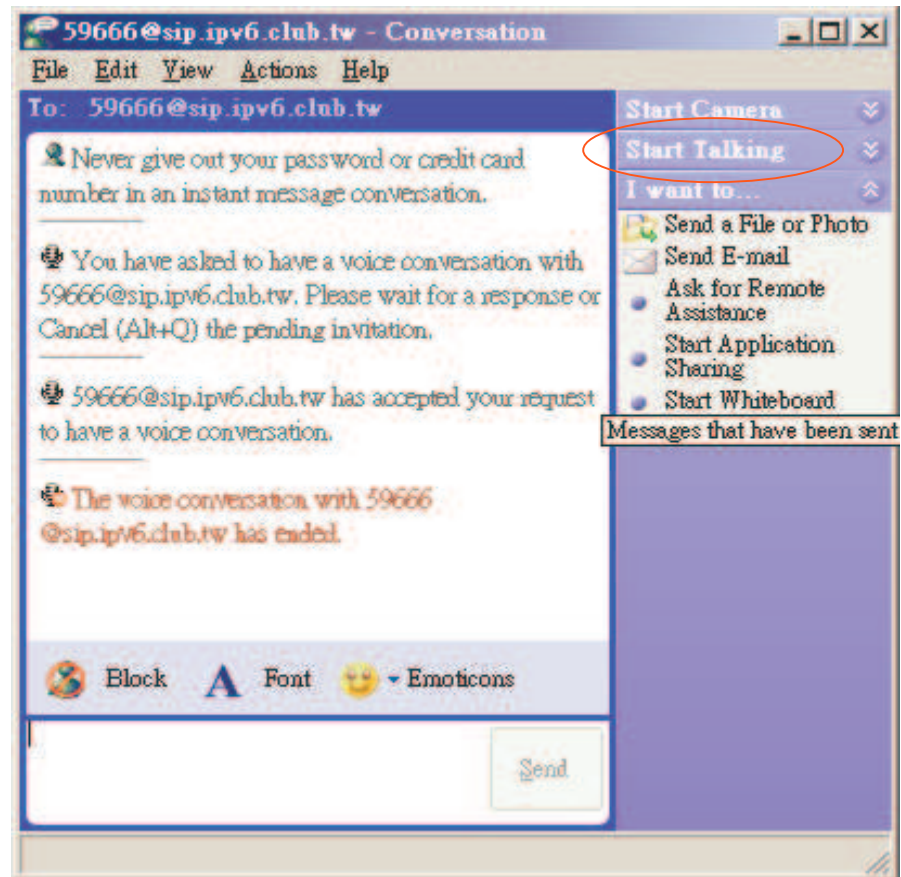 59666@sip.ipv6.club.tw - Conversation
File Edit View Actions Help
To: 59666@sip.ipv6.club.tw
Never give out your password or credit card
number in an instant message conversation.
You have asked to have a voice conversation with
59666@sip.ipv6.club.tw. Please wait for a response or
Cancel (Alt+Q) the pending invitation.
59666@sip.ipv6.club.tw has accepted your request
to have a voice conversation.
The voice conversation with 59666
@sip.ipv6.club.tw has ended.
Block
Font
Emoticons
Send
Start Camera
Start Talking
I want to...
Send a File or Photo
Send E-mail
Ask for Remote
Assistance
Start Application
Sharing
Start Whiteboard
Messages that have been sent